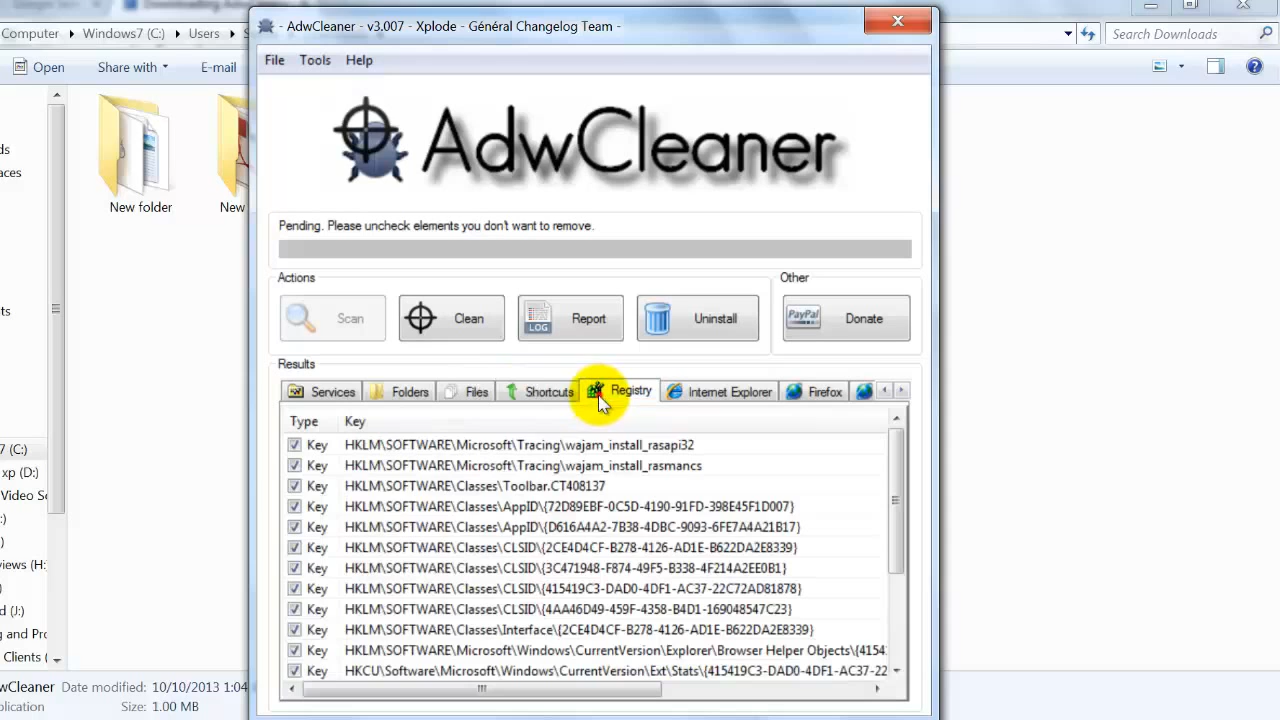 Computer ▸ Windows7 (C:) ▸ Users ▸
Search Downloads
Open
Share with
E-mail
New folder
New
ds
aces
ts
7 (C:)
xp (D:)
Video Sc
:)
)
views (H:
d (J:)
g and Pro
Clients (
wCleaner Date modified: 10/10/2013 1:04
plication
Size: 1.00 MB
- AdwCleaner - v3,007 - Xplode - Général Changelog Team -
File Tools Help
AdwCleaner
Pending. Please uncheck elements you don't want to remove.
Actions
Other
Scan
Clean
LOG
Report
Uninstall
PayPal
Donate
Results
Services Folders Files Shortcuts Registry Internet Explorer Firefox
Type Key
Key HKLM\SOFTWARE\Microsoft\Tracing\wajam_install_rasapi32
Key HKLM\SOFTWARE\Microsoft\Tracing\wajam_install_rasmancs
Key HKLM\SOFTWARE\Classes\Toolbar.CT408137
Key HKLM\SOFTWARE\Classes\AppID\{72D89EBF-0C5D-4190-91FD-398E45F1D007}
Key HKLM\SOFTWARE\Classes\AppID\{D616A4A2-7B38-4DBC-9093-6FE7A4A21B17}
Key HKLM\SOFTWARE\Classes\CLSID\{2CE4D4CF-B278-4126-AD1E-B622DA2E8339}
Key HKLM\SOFTWARE\Classes\CLSID\{3C471948-F874-49F5-B338-4F214A2EE0B1}
Key HKLM\SOFTWARE\Classes\CLSID\{415419C3-DAD0-4DF1-AC37-22C72AD81878}
Key HKLM\SOFTWARE\Classes\CLSID\{4AA46D49-459F-4358-B4D1-169048547C23}
Key HKLM\SOFTWARE\Classes\Interface\{2CE4D4CF-B278-4126-AD1E-B622DA2E8339}
Key HKLM\SOFTWARE\Microsoft\Windows\CurrentVersion\Explorer\Browser Helper Objects\{4154
Key HKCU\Software\Microsoft\Windows\CurrentVersion\Ext\Stats\{415419C3-DAD0-4DF1-AC37-22